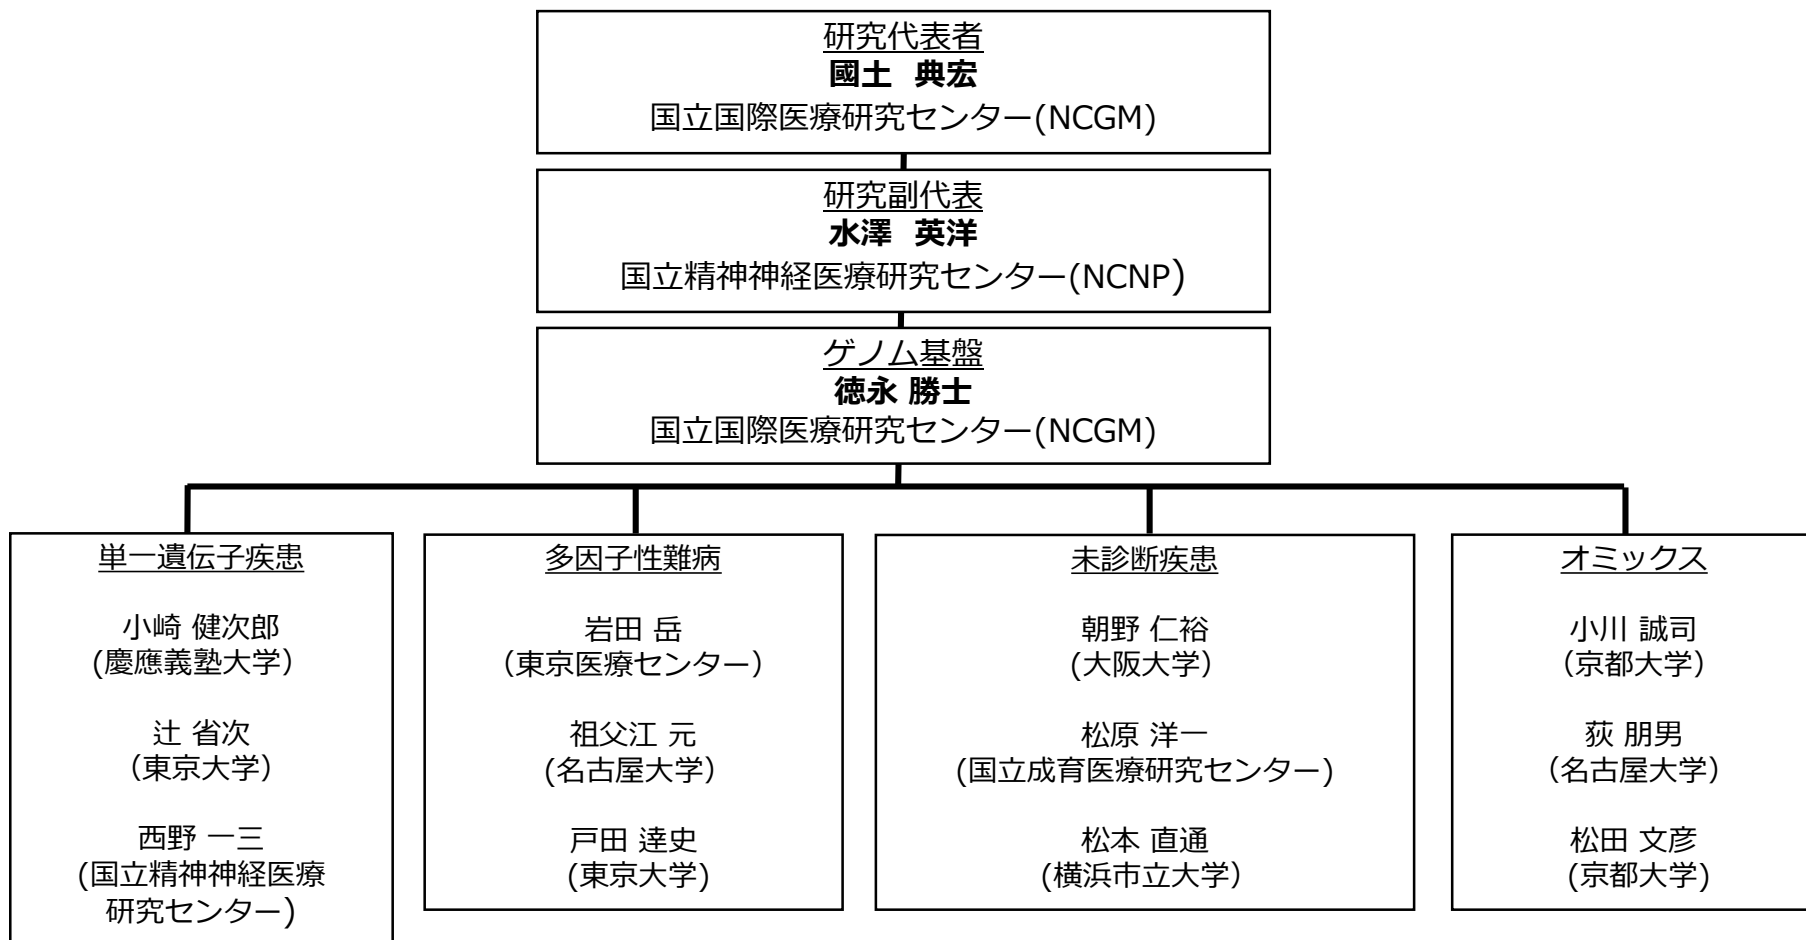 研究代表者
國土 典宏
国立国際医療研究センター(NCGM)
研究副代表
水澤 英洋
国立精神神経医療研究センター(NCNP)
ゲノム基盤
徳永 勝士
国立国際医療研究センター(NCGM)
単一遺伝子疾患
小崎 健次郎
(慶應義塾大学）
辻 省次
（東京大学）
西野 一三
(国立精神神経医療
研究センター)
多因子性難病
岩田 岳
（東京医療センター）
祖父江 元
(名古屋大学）
戸田 達史
(東京大学)
未診断疾患
朝野 仁裕
(大阪大学）
松原 洋一
(国立成育医療研究センター)
松本 直通
(横浜市立大学）
オミックス
小川 誠司
（京都大学）
荻 朋男
（名古屋大学）
松田 文彦
(京都大学)